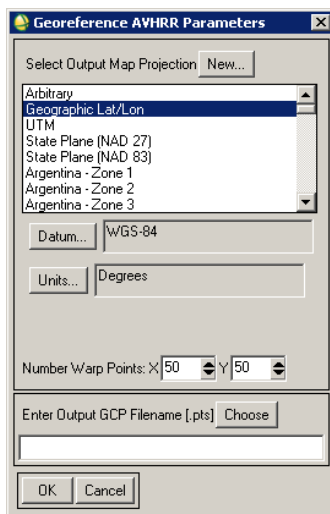 Georeference AVHRR Parameters
Select Output Map Projection New...
Arbitrary
Geographic Lat/Lon
UTM
State Plane (NAD 27)
State Plane (NAD 83)
Argentina - Zone 1
Argentina - Zone 2
Argentina - Zone 3
Datum... WGS-84
Units... Degrees
Number Warp Points: X 50 Y 50
Enter Output GCP Filename [.pts] Choose
OK Cancel